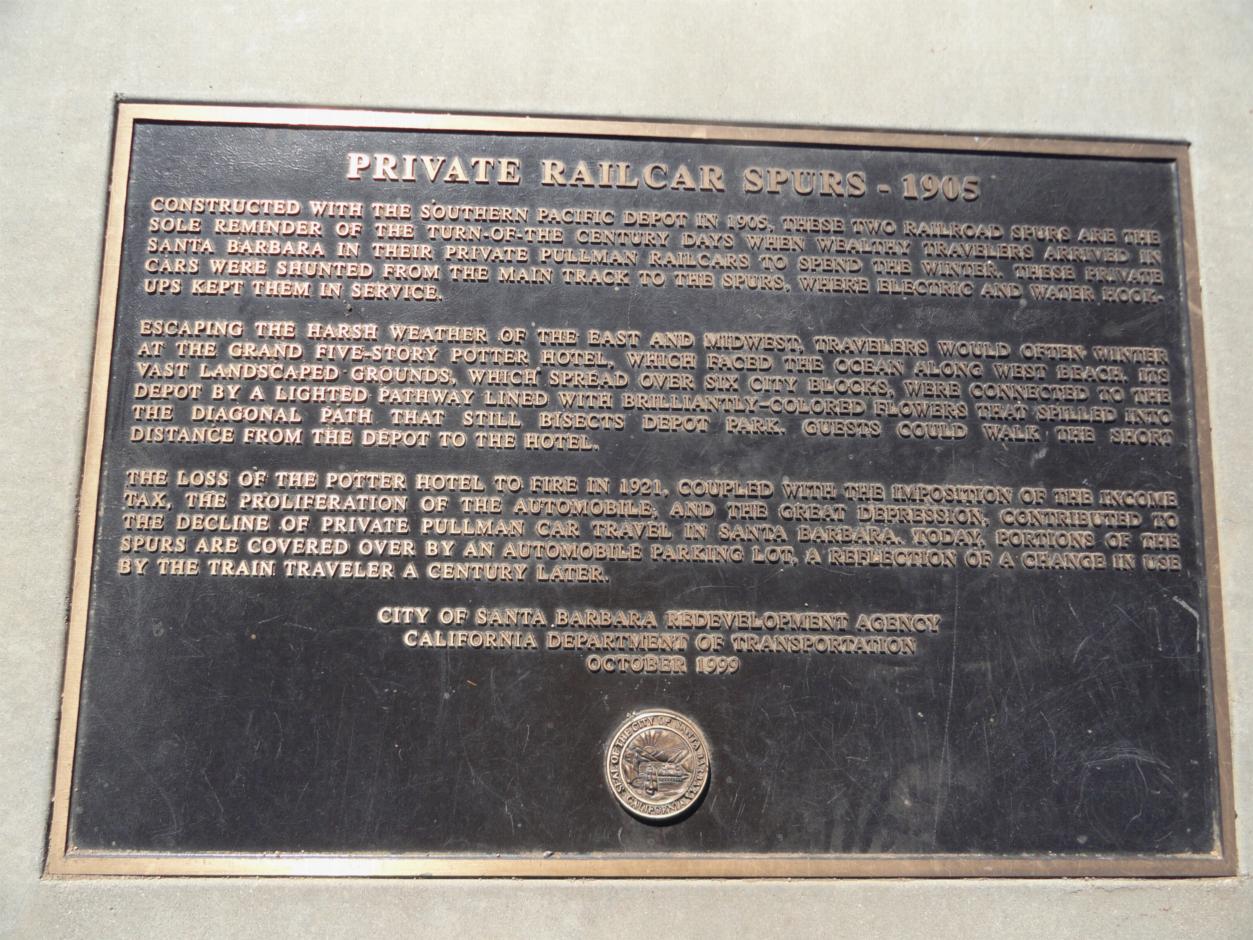 PRIVATE RAILCAR SPURS - 1905
CONSTRUCTED WITH THE SOUTHERN PACIFIC DEPOT IN 1905, THESE TWO RAILROAD SPURS ARE THE
SOLE REMINDER OF THE TURN-OF-THE CENTURY DAYS WHEN WEALTHY TRAVELERS ARRIVED IN
SANTA BARBARA IN THEIR PRIVATE PULLMAN RAILCARS TO SPEND THE WINTER. THESE PRIVATE
CARS WERE SHUNTED FROM THE MAIN TRACK TO THE SPURS, WHERE ELECTRIC AND WATER HOOK-
UPS KEPT THEM IN SERVICE.
ESCAPING THE HARSH WEATHER OF THE EAST AND MIDWEST, TRAVELERS WOULD OFTEN WINTER
AT THE GRAND FIVE-STORY POTTER HOTEL, WHICH FACED THE OCEAN ALONG WEST BEACH. ITS
VAST LANDSCAPED GROUNDS, WHICH SPREAD OVER SIX CITY BLOCKS, WERE CONNECTED TO THE
DEPOT BY A LIGHTED PATHWAY LINED WITH BRILLIANTLY-COLORED FLOWERS THAT SPILLED INTO
THE DIAGONAL PATH THAT STILL BISECTS DEPOT PARK. GUESTS COULD WALK THE SHORT
DISTANCE FROM THE DEPOT TO THE HOTEL.
THE LOSS OF THE POTTER HOTEL TO FIRE IN 1921, COUPLED WITH THE IMPOSITION OF THE INCOME
TAX, THE PROLIFERATION OF THE AUTOMOBILE, AND THE GREAT DEPRESSION, CONTRIBUTED TO
THE DECLINE OF PRIVATE PULLMAN CAR TRAVEL IN SANTA BARBARA. TODAY, PORTIONS OF THE
SPURS ARE COVERED OVER BY AN AUTOMOBILE PARKING LOT, A REFLECTION OF A CHANGE IN USE
BY THE TRAIN TRAVELER A CENTURY LATER.
CITY OF SANTA BARBARA REDEVELOPMENT AGENCY
CALIFORNIA DEPARTMENT OF TRANSPORTATION
OCTOBER 1999
OF THE CITY OF SANTA
CALIFORNIA